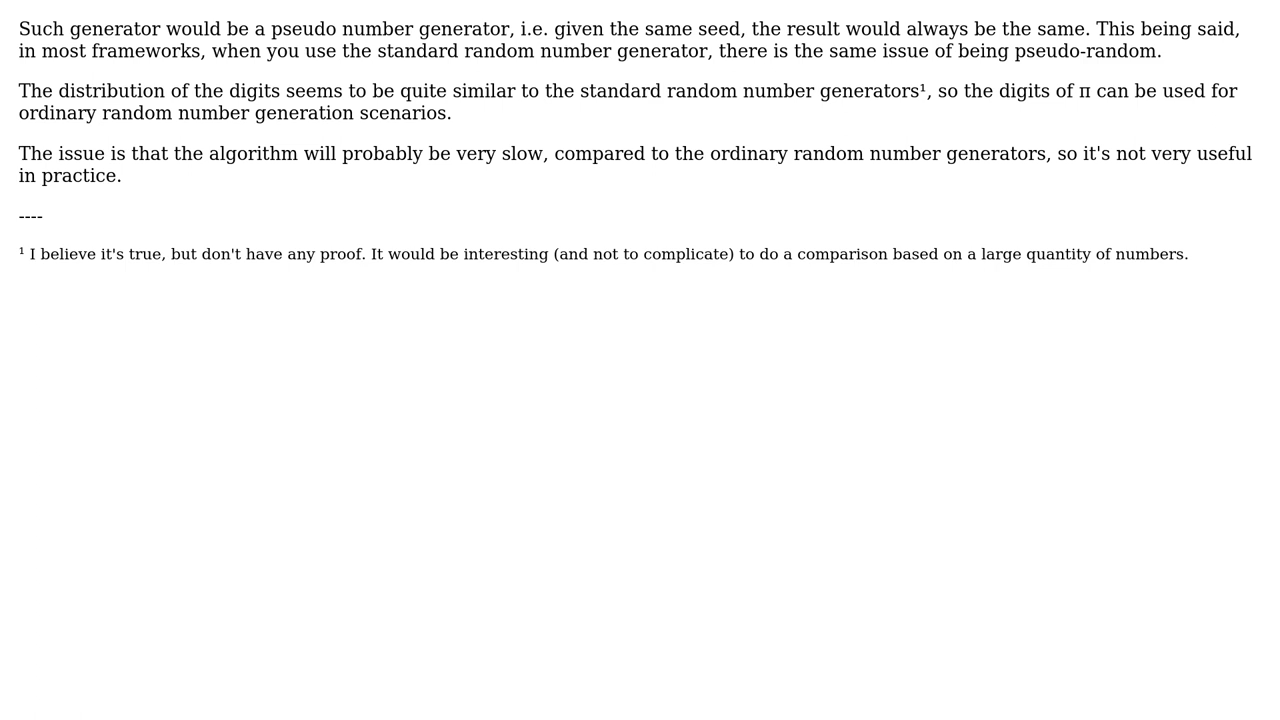 Such generator would be a pseudo number generator, i.e. given the same seed, the result would always be the same. This being said,
in most frameworks, when you use the standard random number generator, there is the same issue of being pseudo-random.
The distribution of the digits seems to be quite similar to the standard random number generators¹, so the digits of π can be used for
ordinary random number generation scenarios.
The issue is that the algorithm will probably be very slow, compared to the ordinary random number generators, so it's not very useful
in practice.
----
¹ I believe it's true, but don't have any proof. It would be interesting (and not to complicate) to do a comparison based on a large quantity of numbers.